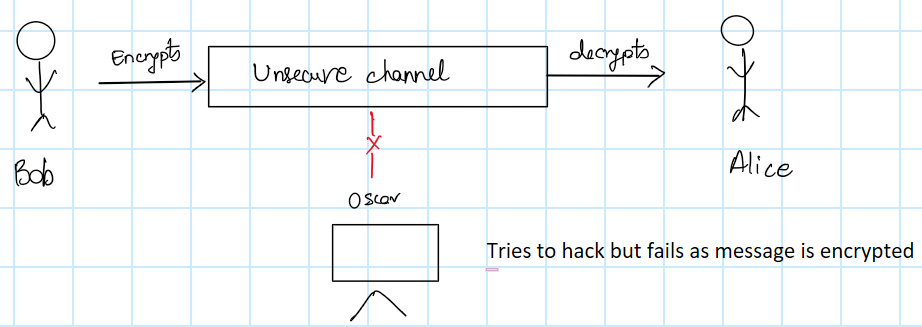 Encrypts
Unsecure channel
decrypts
Bob
Alice
Oscar
Tries to hack but fails as message is encrypted